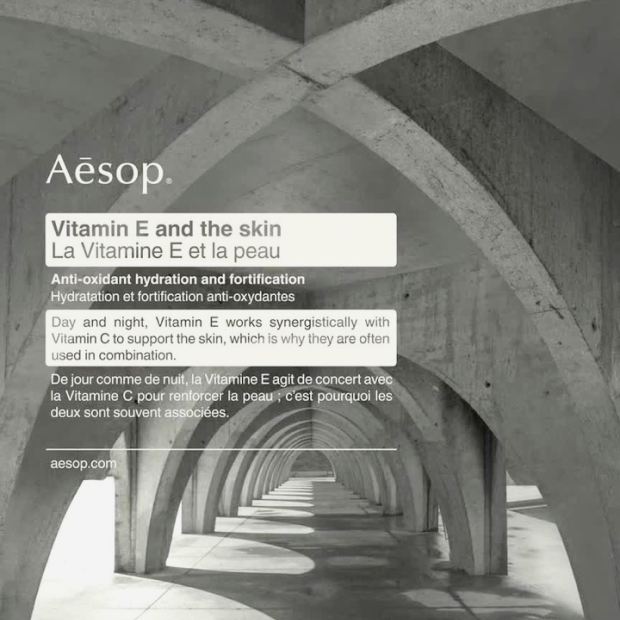 Aēsop®
Vitamin E and the skin
La Vitamine E et la peau
Anti-oxidant hydration and fortification
Hydratation et fortification anti-oxydantes
Day and night, Vitamin E works synergistically with
Vitamin C to support the skin, which is why they are often
used in combination.
De jour comme de nuit, la Vitamine E agit de concert avec
la Vitamine C pour renforcer la peau ; c'est pourquoi les
deux sont souvent associées.
aesop.com